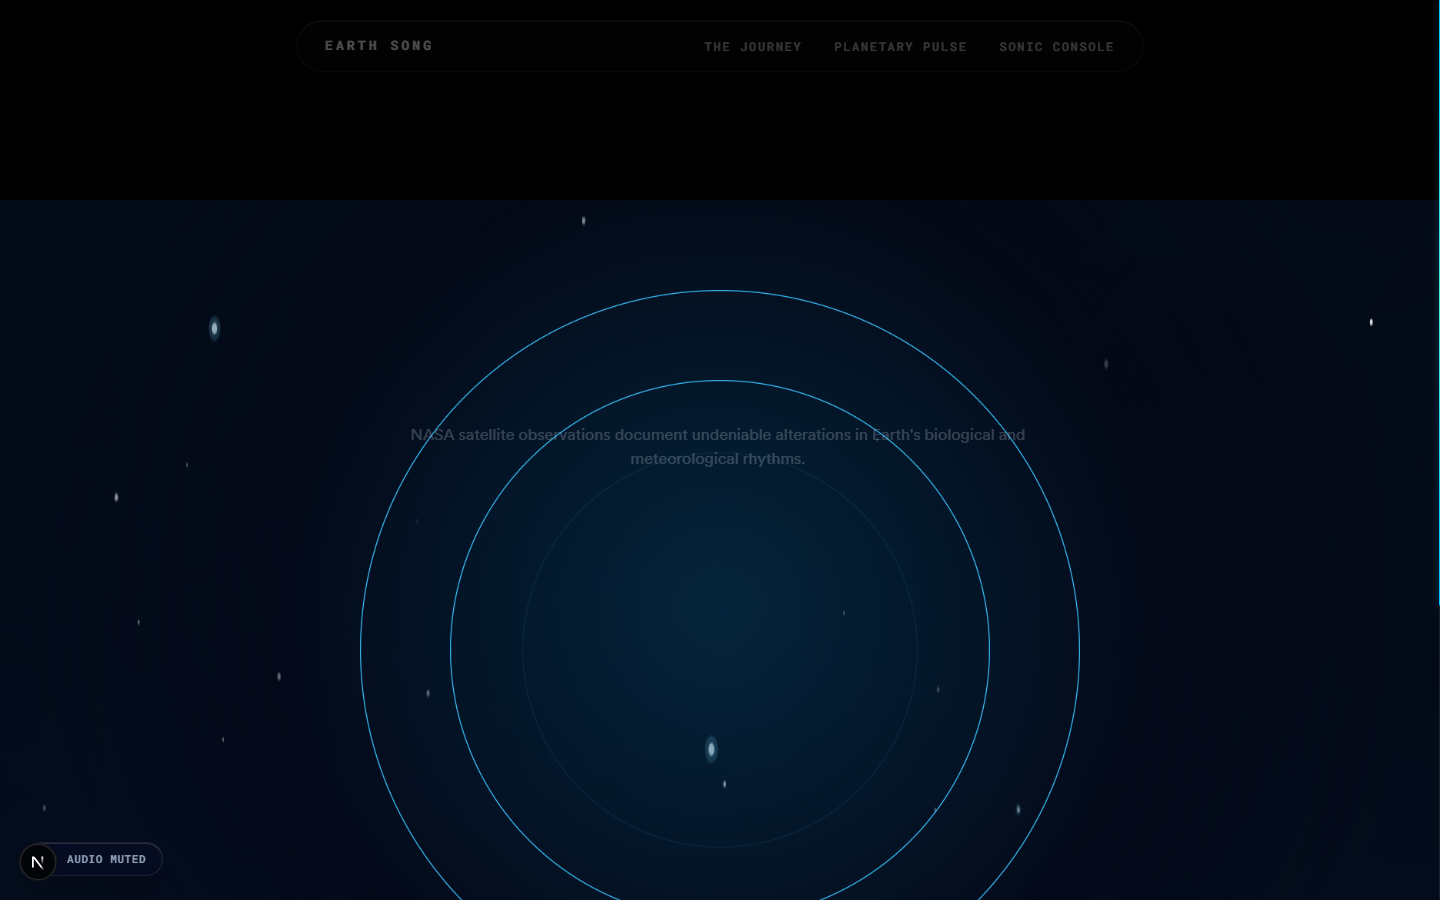 EARTH SONG
THE JOURNEY PLANETARY PULSE SONIC CONSOLE
NASA satellite observations document undeniable alterations in Earth's biological and
meteorological rhythms.
N AUDIO MUTED